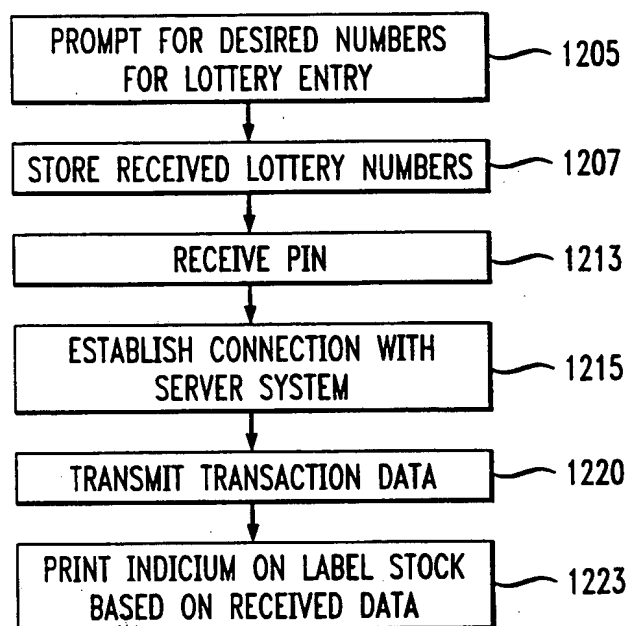 PROMPT FOR DESIRED NUMBERS
FOR LOTTERY ENTRY
1205
STORE RECEIVED LOTTERY NUMBERS
1207
RECEIVE PIN
1213
ESTABLISH CONNECTION WITH
SERVER SYSTEM
1215
TRANSMIT TRANSACTION DATA
1220
PRINT INDICIUM ON LABEL STOCK
BASED ON RECEIVED DATA
1223